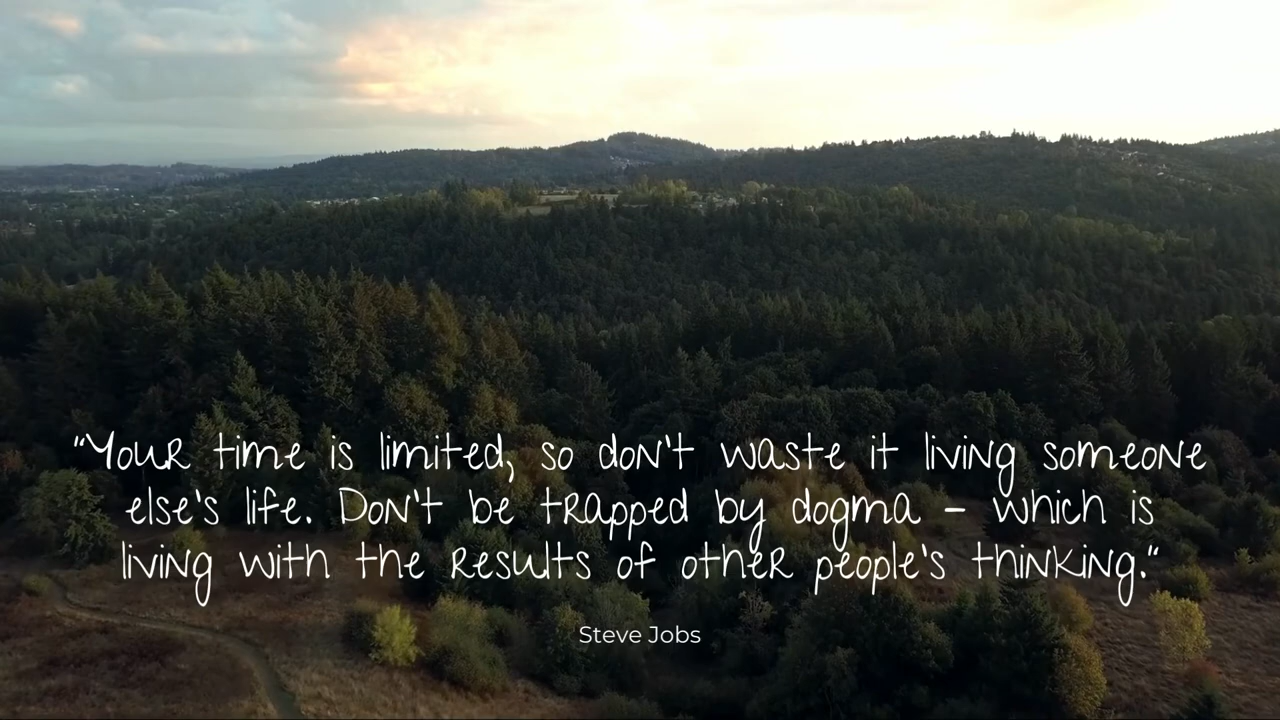 "Your time is limited, so don't waste it living someone
else's life. Don't be trapped by dogma – which is
living with the results of other people's thinking."
Steve Jobs